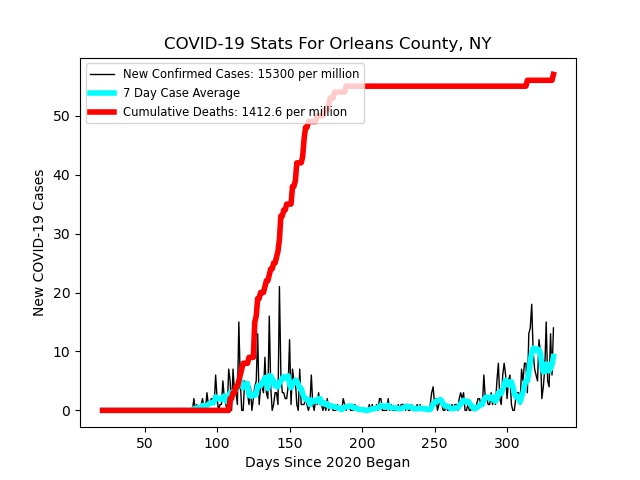 COVID-19 Stats For Orleans County, NY
New Confirmed Cases: 15300 per million
7 Day Case Average
Cumulative Deaths: 1412.6 per million
New COVID-19 Cases
50
40
30
20
10
0
50
100
150
200
250
300
Days Since 2020 Began